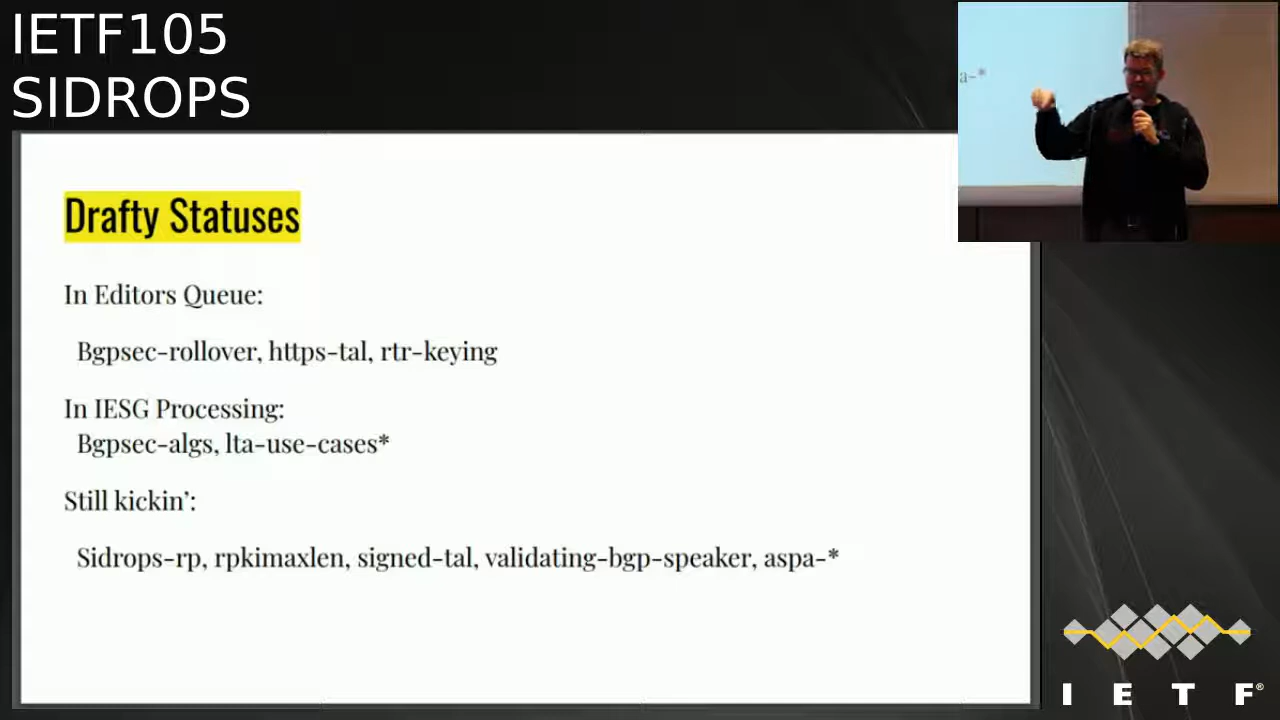 IETF105
SIDROPS
a-*
Drafty Statuses
In Editors Queue:
Bgpsec-rollover, https-tal, rtr-keying
In IESG Processing:
Bgpsec-algs, lta-use-cases*
Still kickin’:
Sidrops-rp, rpkimaxlen, signed-tal, validating-bgp-speaker, aspa-*
I E T F®